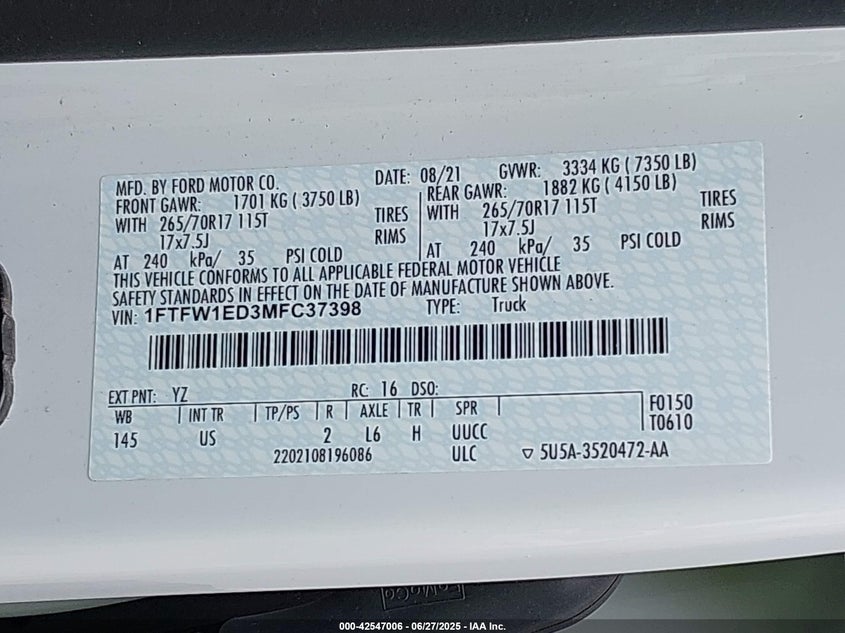 MFD. BY FORD MOTOR CO.
DATE: 08/21
GVWR: 3334 KG ( 7350 LB)
FRONT GAWR: 1701 KG ( 3750 LB)
WITH 265/70R17 115T TIRES
17x7.5J RIMS
AT 240 kPa/ 35 PSI COLD
REAR GAWR: 1882 KG ( 4150 LB)
WITH 265/70R17 115T TIRES
17x7.5J RIMS
AT 240 kPa/ 35 PSI COLD
THIS VEHICLE CONFORMS TO ALL APPLICABLE FEDERAL MOTOR VEHICLE
SAFETY STANDARDS IN EFFECT ON THE DATE OF MANUFACTURE SHOWN ABOVE.
VIN: 1FTFW1ED3MFC37398 TYPE: Truck
EXT PNT: YZ RC: 16 DSO:
WB INT TR TP/PS R AXLE TR SPR
145 US 2 L6 H UUCC
F0150
T0610
2202108196086 ULC ▽ 5U5A-3520472-AA
FoMoCo
000-42547006 - 06/27/2025 - IAA Inc.